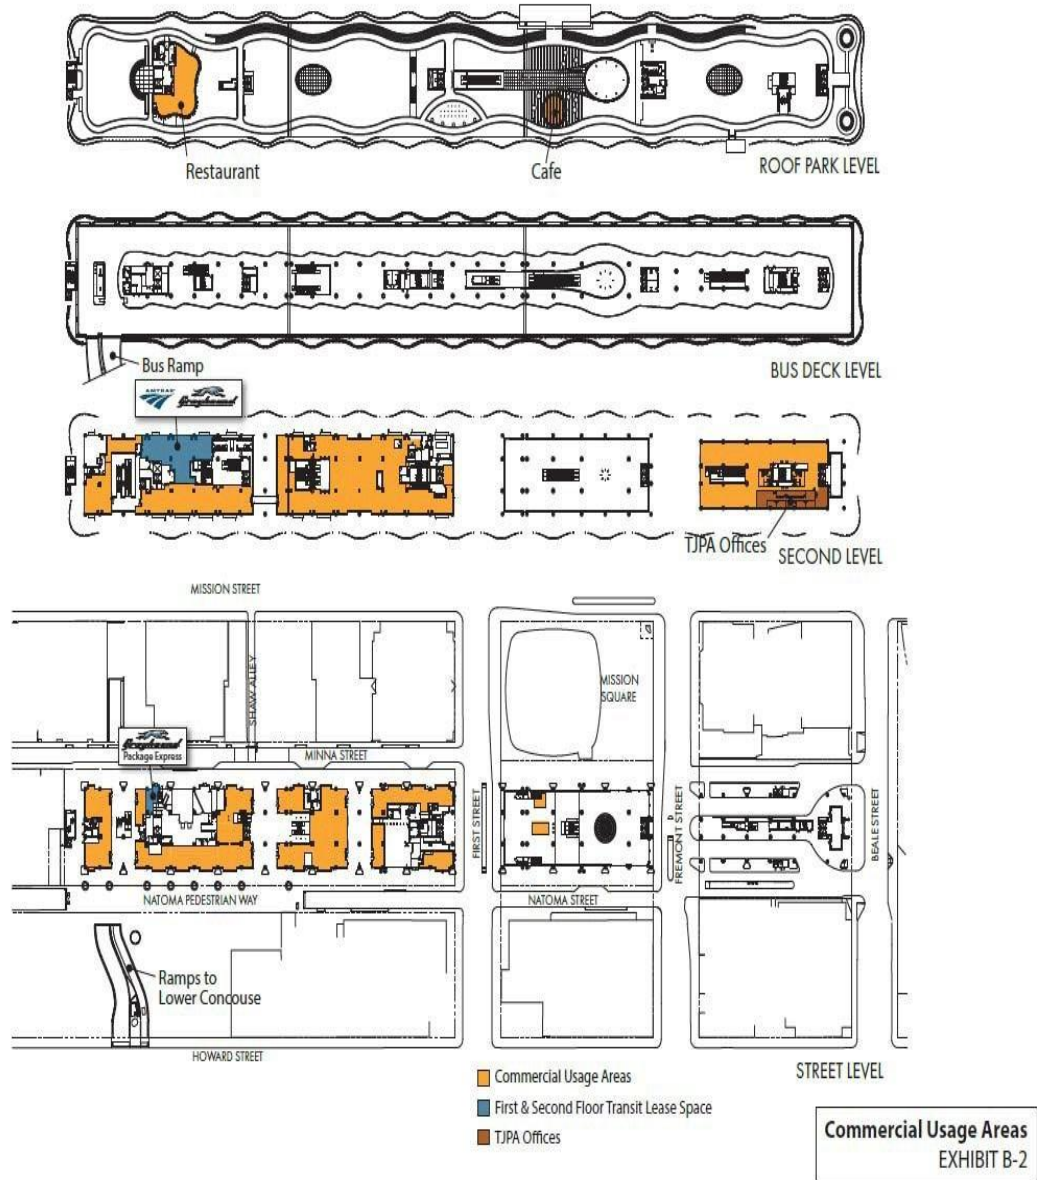 Restaurant
Cafe
ROOF PARK LEVEL
Bus Ramp
BUS DECK LEVEL
AMTRAK
Greyhound
TJPA Offices
SECOND LEVEL
MISSION STREET
SHAW ALLEY
MISSION
SQUARE
Greyhound
Package Express
MINNA STREET
FIRST STREET
FREMONT STREET
BEALE STREET
NATOMA PEDESTRIAN WAY
NATOMA STREET
Ramps to
Lower Concouse
HOWARD STREET
STREET LEVEL
Commercial Usage Areas
First & Second Floor Transit Lease Space
TJPA Offices
Commercial Usage Areas
EXHIBIT B-2